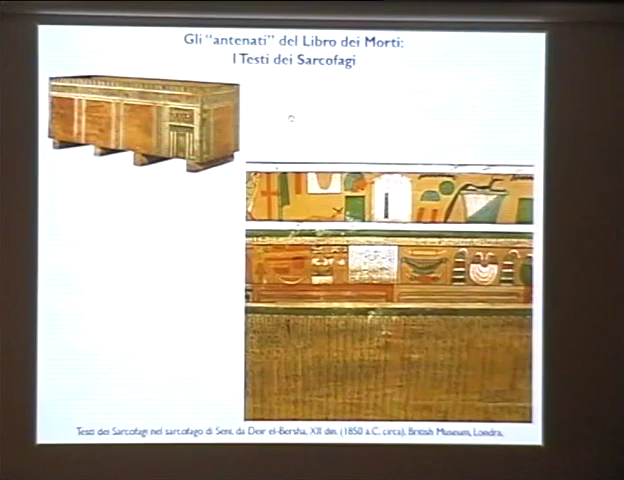 Gli "antenati" del Libro dei Morti:
I Testi dei Sarcofagi
Testi dei Sarcofagi nel sarcofago di Seni, da Deir el-Bersha, XII din. (1850 a.C. circa), British Museum, Londra.